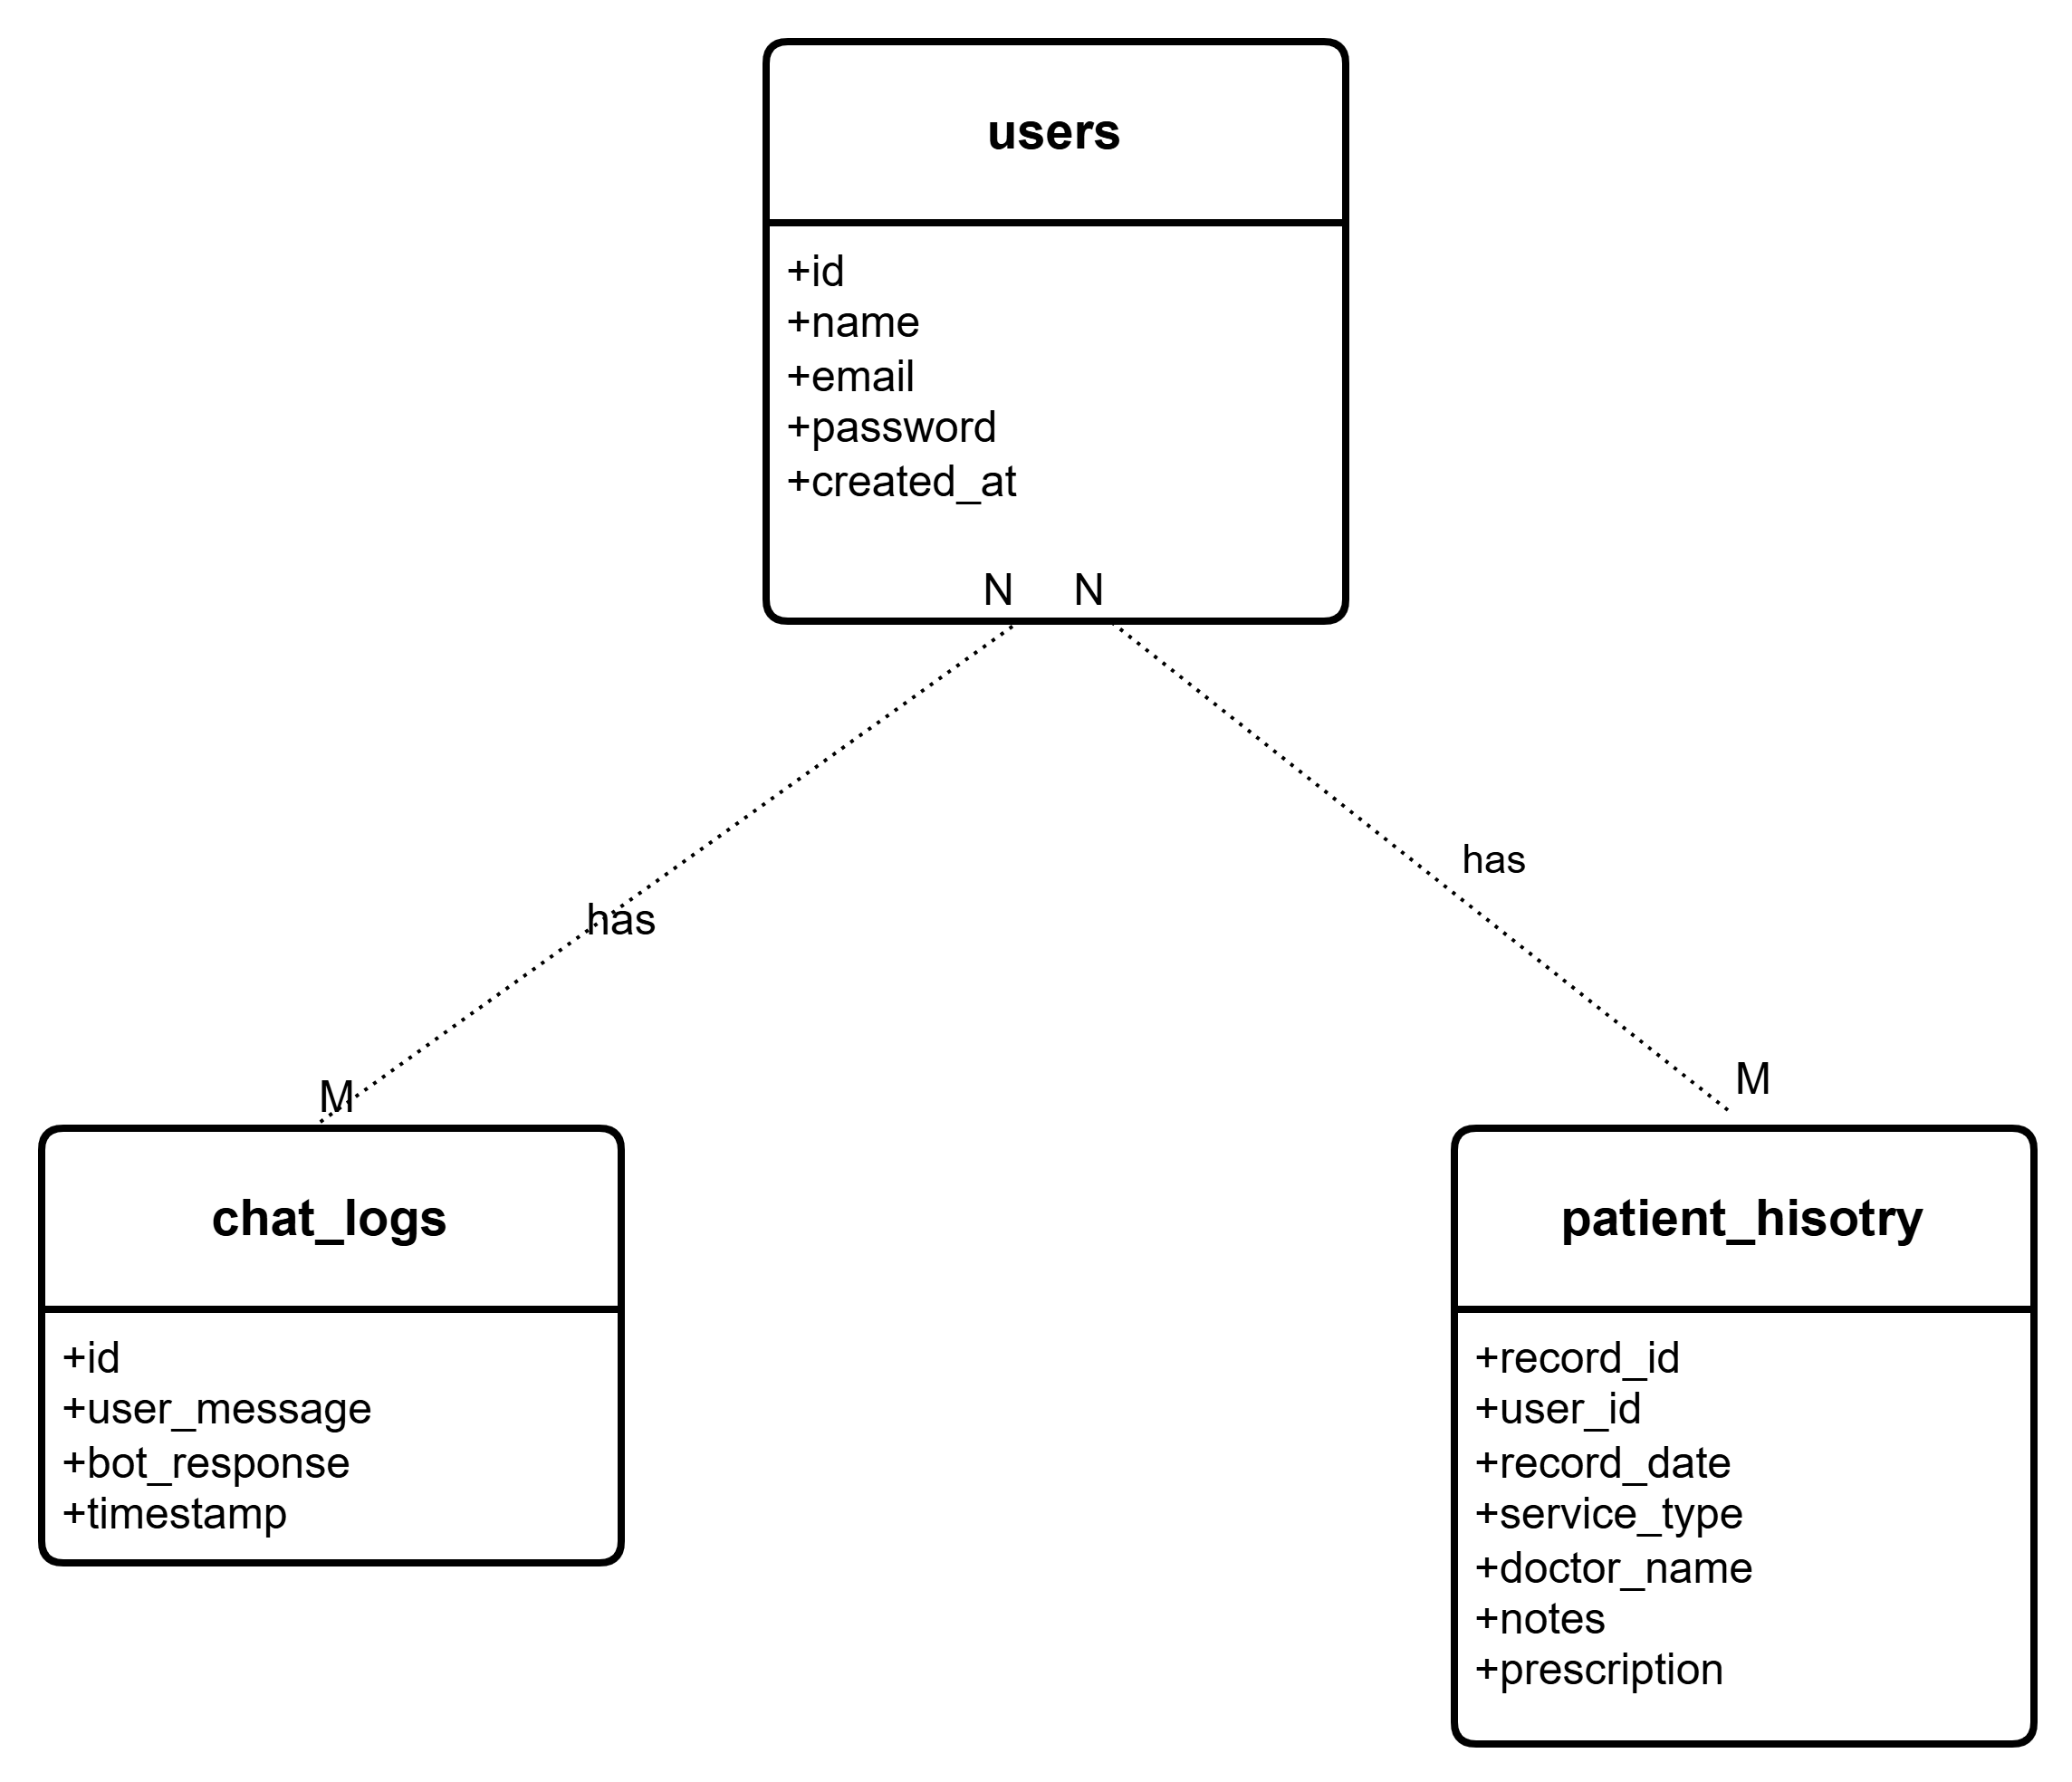 users
+id
+name
+email
+password
+created_at
N N
has
has
M
M
chat_logs
+id
+user_message
+bot_response
+timestamp
patient_hisotry
+record_id
+user_id
+record_date
+service_type
+doctor_name
+notes
+prescription